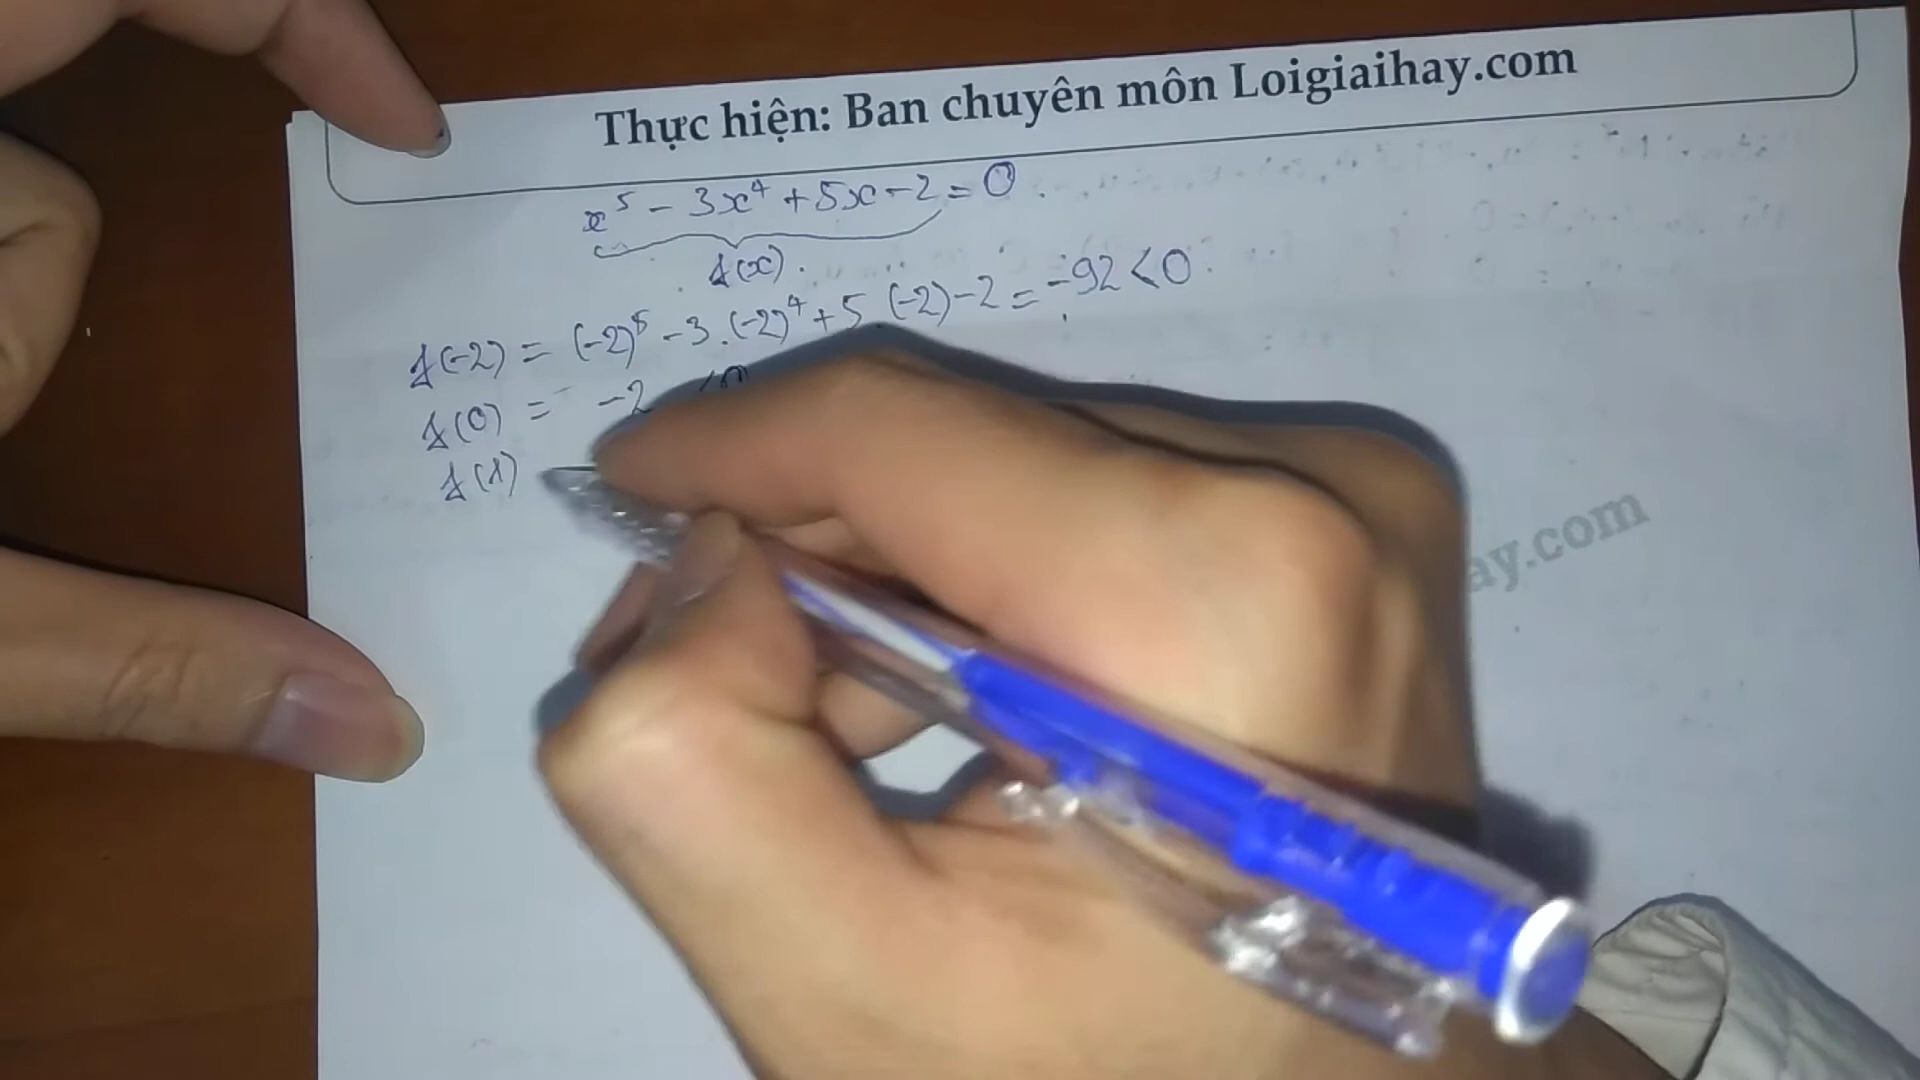 Thực hiện: Ban chuyên môn Loigiaihay.com
x⁵ - 3x⁴ + 5x - 2 = 0
f(x).
f(-2) = (-2)⁵ - 3.(-2)⁴ + 5(-2) - 2 = -92 < 0
f(0) = -2 <
f(1)
ay.com